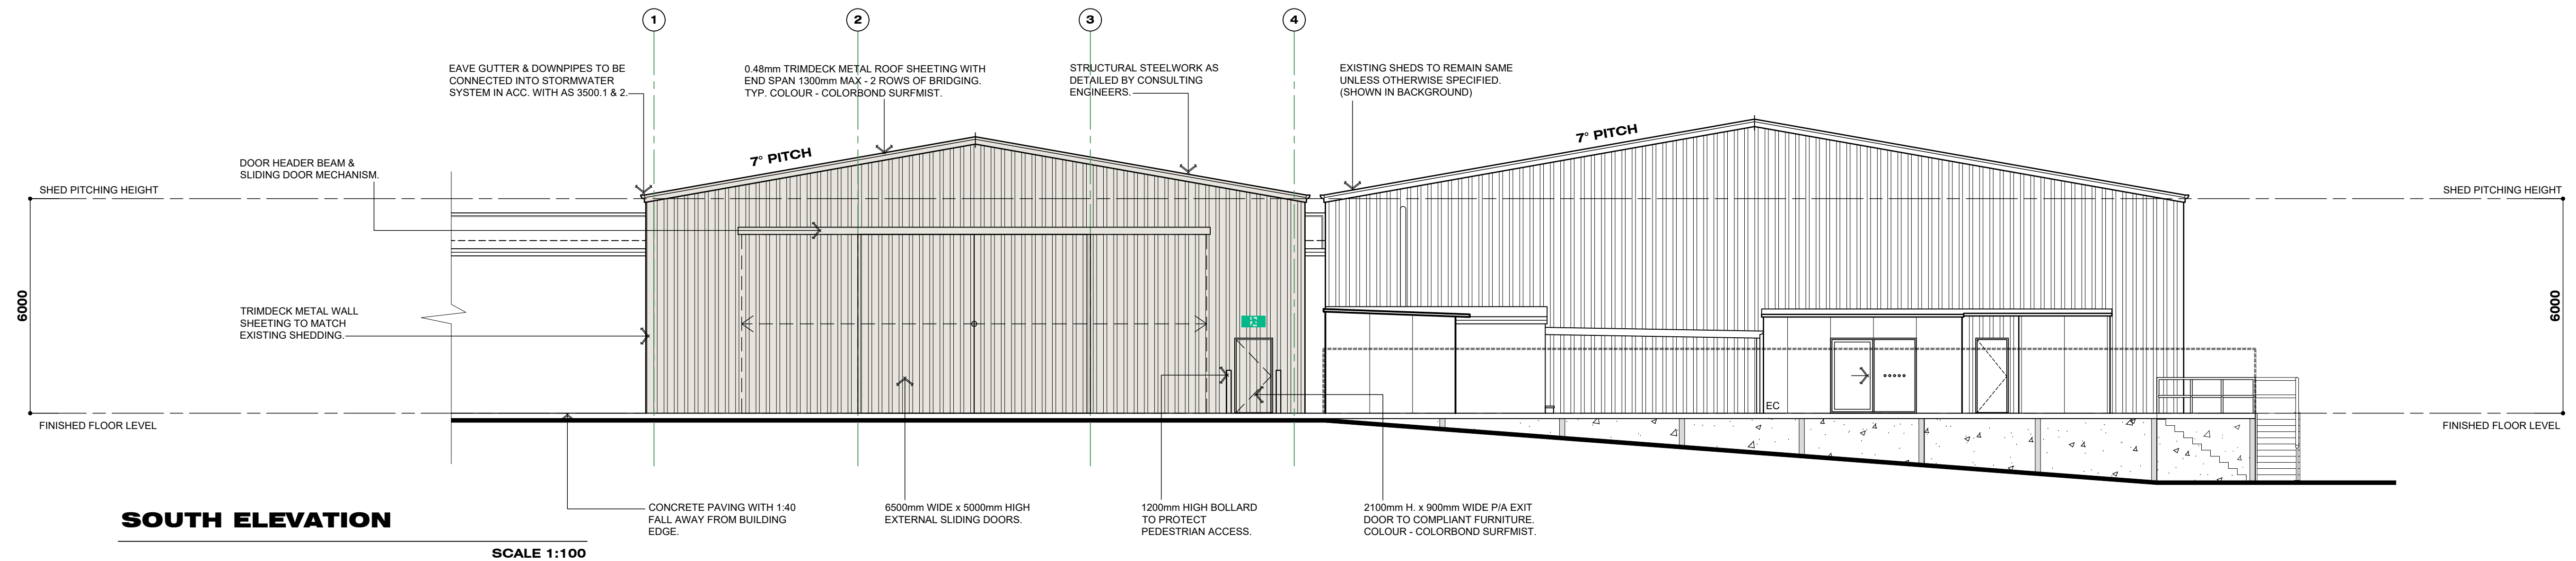 1
2
3
4
EAVE GUTTER & DOWNPIPES TO BE
CONNECTED INTO STORMWATER
SYSTEM IN ACC. WITH AS 3500.1 & 2.
0.48mm TRIMDECK METAL ROOF SHEETING WITH
END SPAN 1300mm MAX - 2 ROWS OF BRIDGING.
TYP. COLOUR - COLORBOND SURFMIST.
STRUCTURAL STEELWORK AS
DETAILED BY CONSULTING
ENGINEERS.
EXISTING SHEDS TO REMAIN SAME
UNLESS OTHERWISE SPECIFIED.
(SHOWN IN BACKGROUND)
7° PITCH
7° PITCH
DOOR HEADER BEAM &
SLIDING DOOR MECHANISM.
SHED PITCHING HEIGHT
SHED PITCHING HEIGHT
6000
6000
TRIMDECK METAL WALL
SHEETING TO MATCH
EXISTING SHEDDING.
EC
FINISHED FLOOR LEVEL
FINISHED FLOOR LEVEL
CONCRETE PAVING WITH 1:40
FALL AWAY FROM BUILDING
EDGE.
6500mm WIDE x 5000mm HIGH
EXTERNAL SLIDING DOORS.
1200mm HIGH BOLLARD
TO PROTECT
PEDESTRIAN ACCESS.
2100mm H. x 900mm WIDE P/A EXIT
DOOR TO COMPLIANT FURNITURE.
COLOUR - COLORBOND SURFMIST.
SOUTH ELEVATION
SCALE 1:100